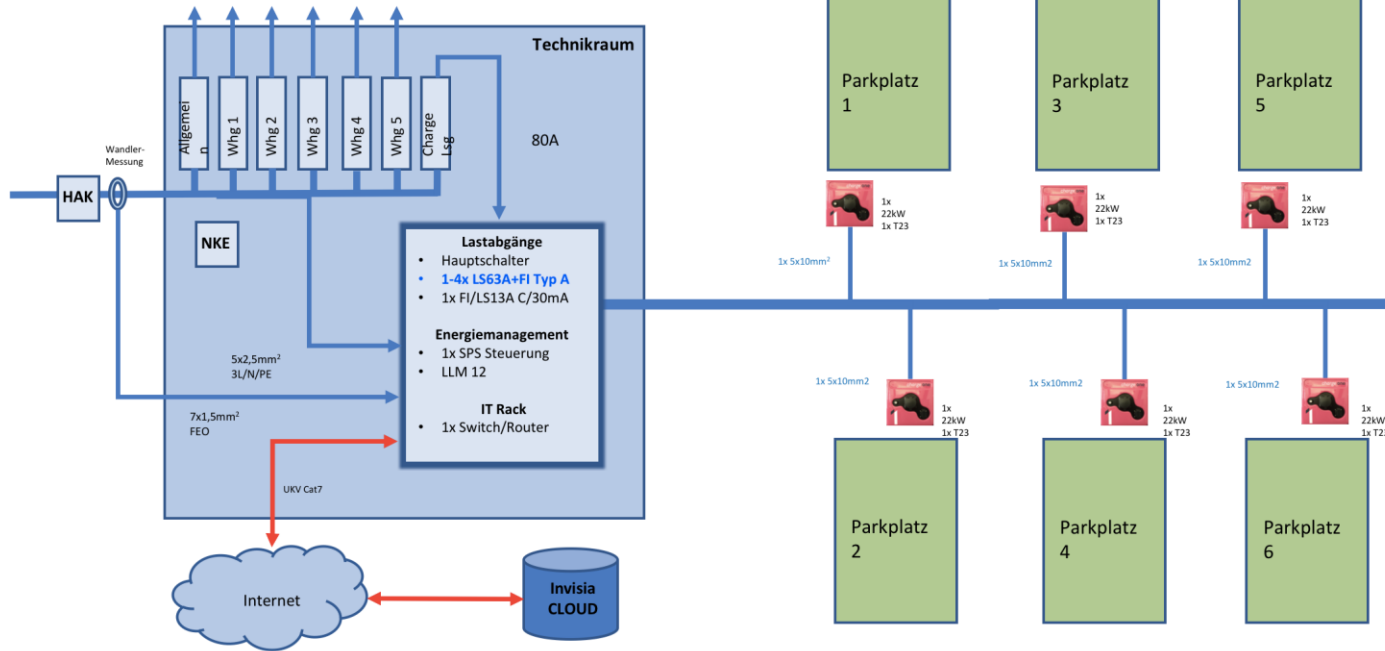 Technikraum
Allgemei
n
Whg 1
Whg 2
Whg 3
Whg 4
Whg 5
Charge
Lsg
80A
Wandler-
Messung
HAK
NKE
Lastabgänge
• Hauptschalter
• 1-4x LS63A+FI Typ A
• 1x FI/LS13A C/30mA
Energiemanagement
• 1x SPS Steuerung
• LLM 12
IT Rack
• 1x Switch/Router
5x2,5mm²
3L/N/PE
7x1,5mm²
FEO
UKV Cat7
Internet
Invisia
CLOUD
Parkplatz
1
Parkplatz
3
Parkplatz
5
1x
22kW
1x T23
1x
22kW
1x T23
1x
22kW
1x T23
1x 5x10mm²
1x 5x10mm2
1x 5x10mm2
1x 5x10mm2
1x 5x10mm2
1x 5x10mm2
1x
22kW
1x T23
1x
22kW
1x T23
1x
22kW
1x T23
Parkplatz
2
Parkplatz
4
Parkplatz
6